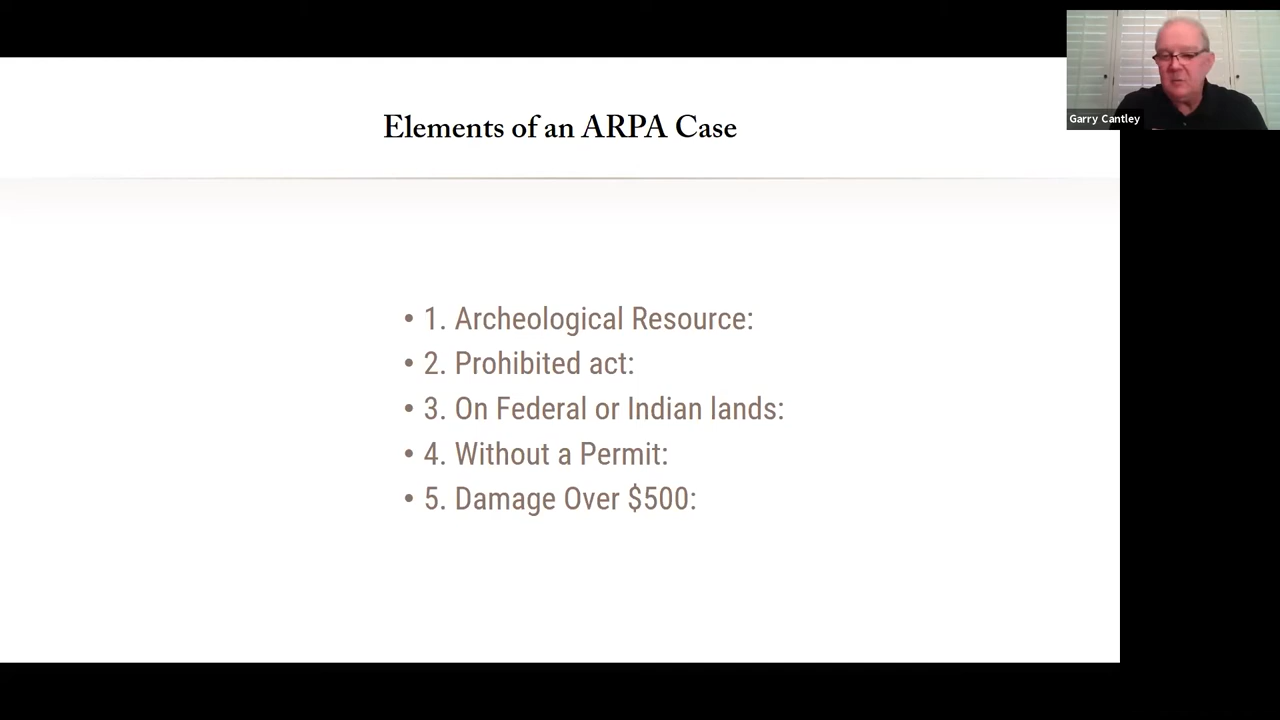 Elements of an ARPA Case
• 1. Archeological Resource:
• 2. Prohibited act:
• 3. On Federal or Indian lands:
• 4. Without a Permit:
• 5. Damage Over $500:
Garry Cantley